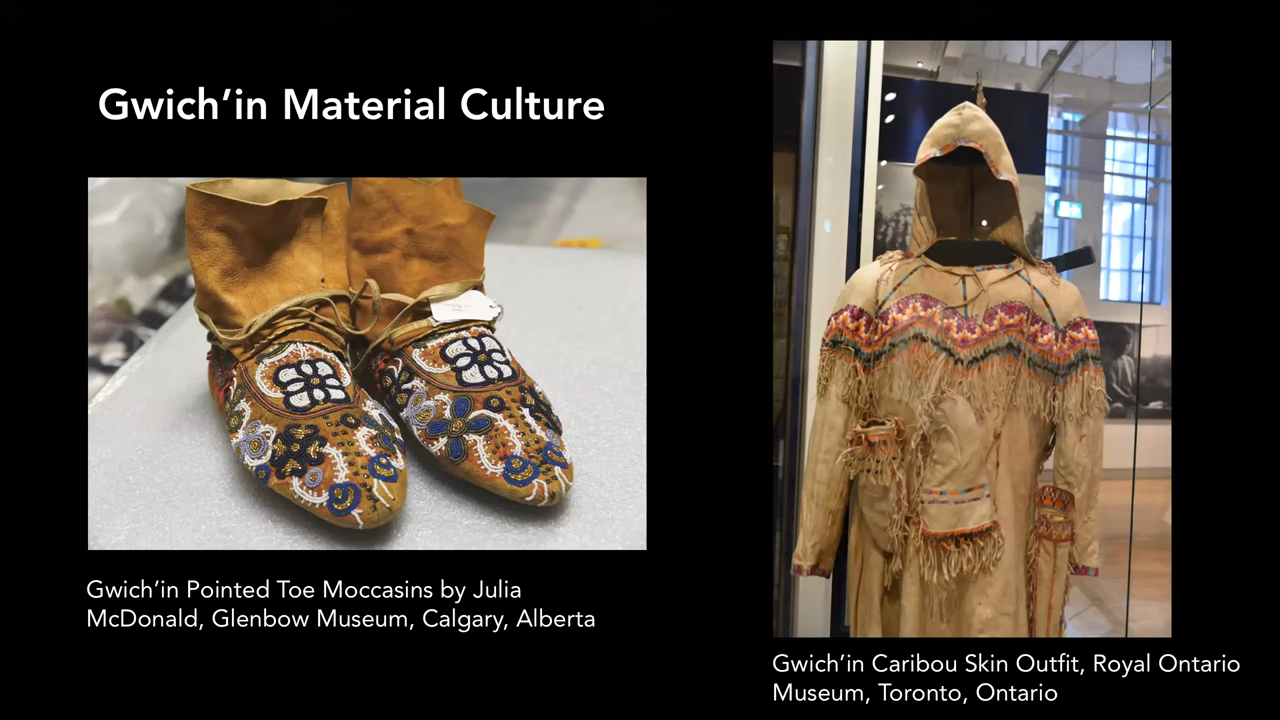 Gwich’in Material Culture
Gwich’in Pointed Toe Moccasins by Julia
McDonald, Glenbow Museum, Calgary, Alberta
Gwich’in Caribou Skin Outfit, Royal Ontario
Museum, Toronto, Ontario